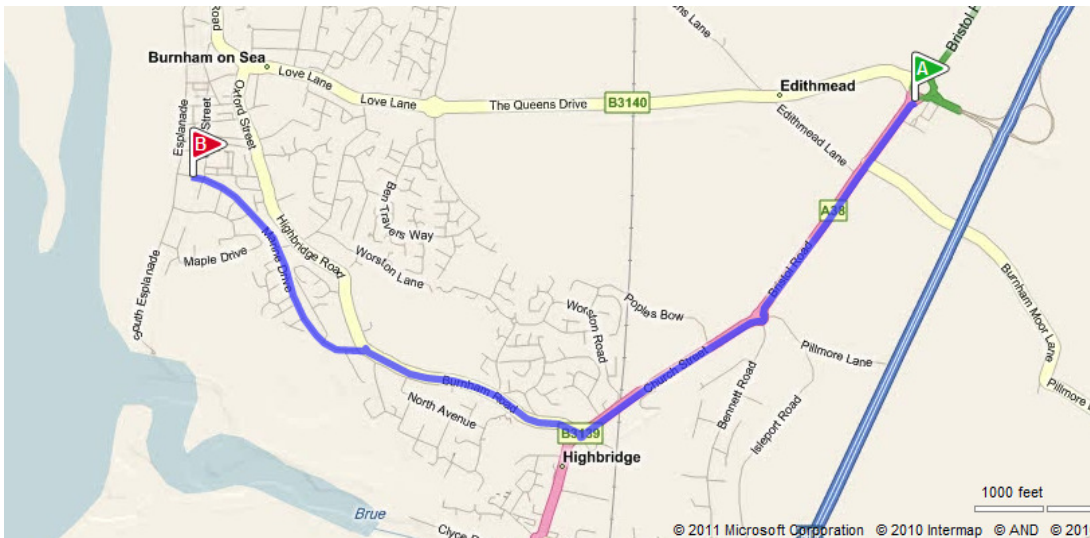 Road
Burnham on Sea
Love Lane
Love Lane
The Queens Drive
B3140
Edithmead
A
Bristol
Esplanade
Street
Oxford Street
B
Edithmead Lane
Ben Travers Way
A38
Highbridge Road
Marine Drive
Maple Drive
Worston Lane
Bristol Road
Burnham Moor Lane
South Esplanade
Poples Bow
Worston Road
Pillmore Lane
Church Street
Bennett Road
Isleport Road
Burnham Road
North Avenue
B3139
Highbridge
Brue
1000 feet
© 2011 Microsoft Corporation © 2010 Intermap © AND © 201